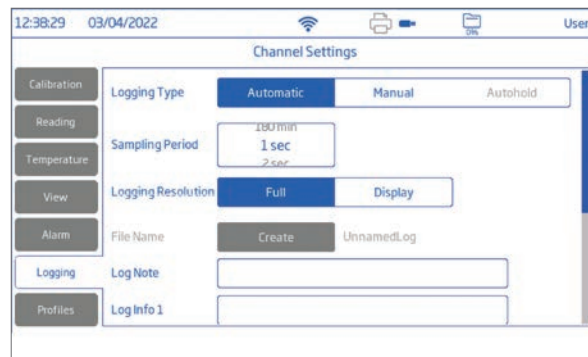 12:38:29 03/04/2022 User
Channel Settings
Calibration
Logging Type Automatic Manual Autohold
Reading
180 min
Sampling Period 1 sec
2 sec
Temperature
View
Logging Resolution Full Display
Alarm
File Name Create UnnamedLog
Logging
Log Note
Profiles
Log Info 1